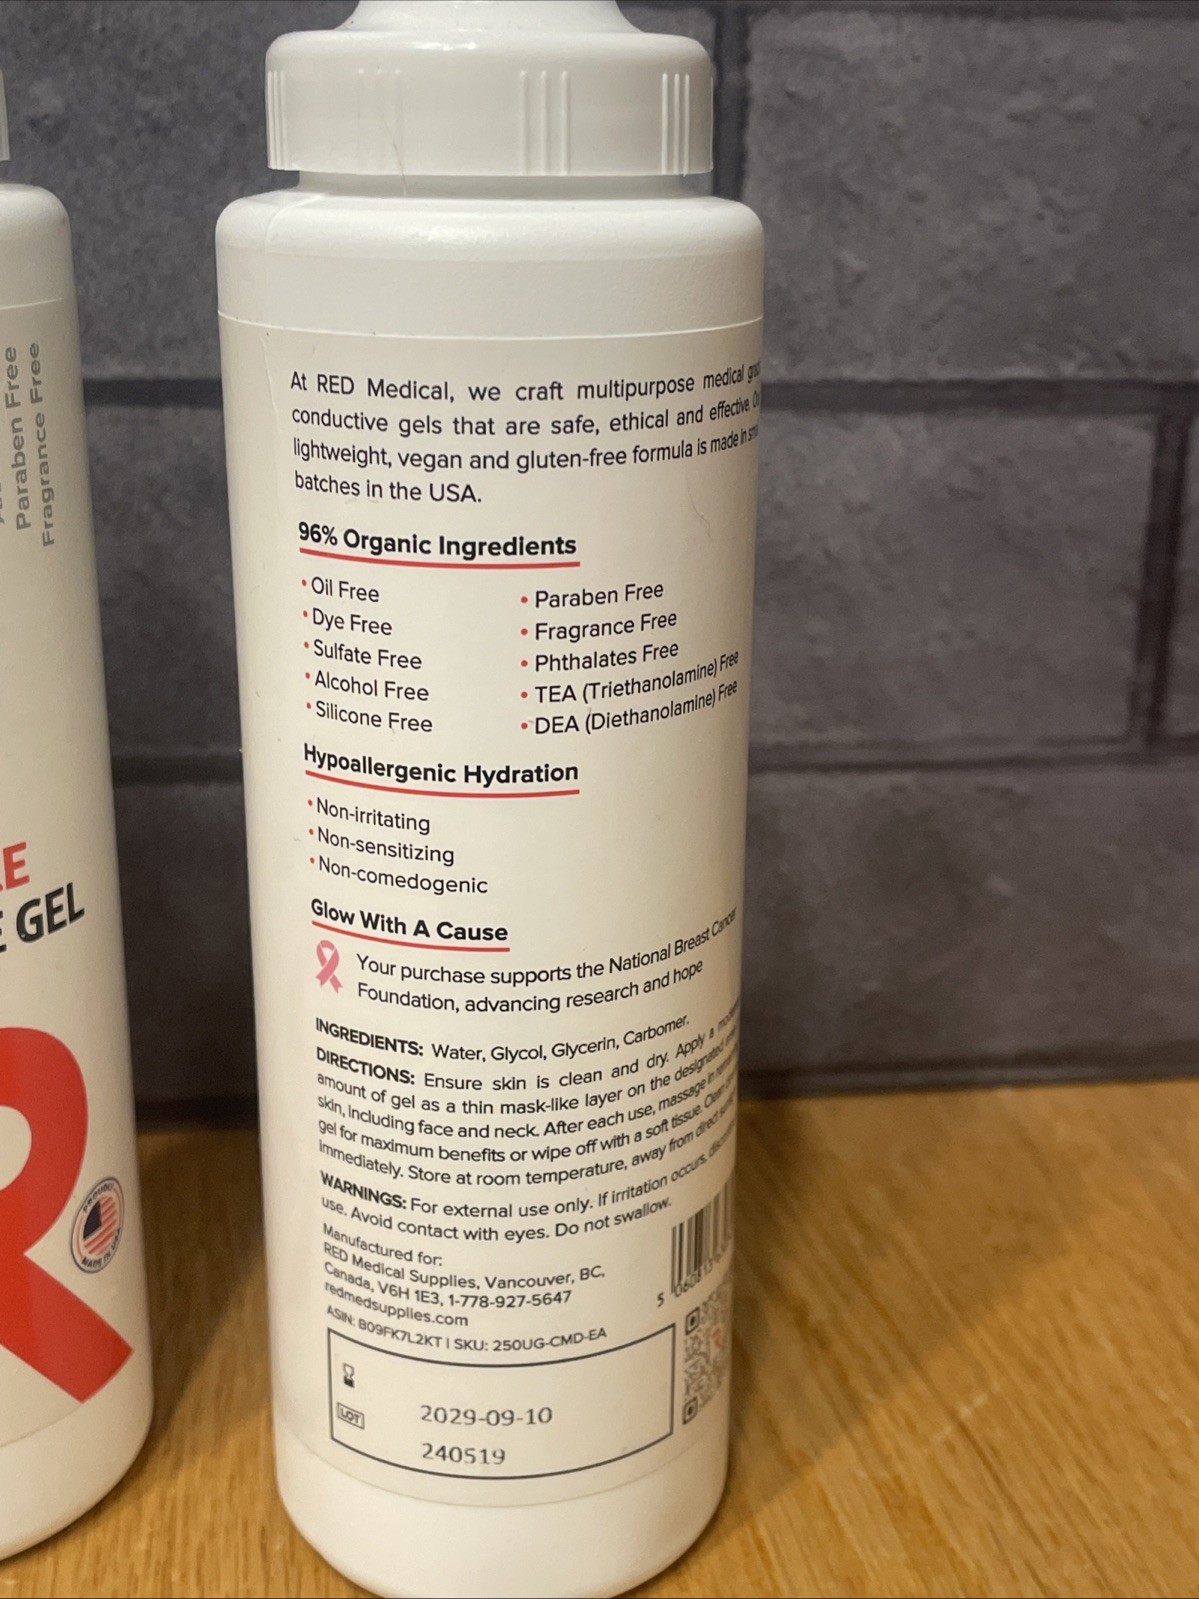 Paraben Free
Fragrance Free
GEL
At RED Medical, we craft multipurpose medical
conductive gels that are safe, ethical and effective.
lightweight, vegan and gluten-free formula is made in
batches in the USA.
96% Organic Ingredients
• Oil Free
• Dye Free
• Sulfate Free
• Alcohol Free
• Silicone Free
• Paraben Free
• Fragrance Free
• Phthalates Free
• TEA (Triethanolamine) Free
• DEA (Diethanolamine) Free
Hypoallergenic Hydration
• Non-irritating
• Non-sensitizing
• Non-comedogenic
Glow With A Cause
Your purchase supports the National Breast Cancer
Foundation, advancing research and hope
INGREDIENTS: Water, Glycol, Glycerin, Carbomer.
DIRECTIONS: Ensure skin is clean and dry. Apply a
amount of gel as a thin mask-like layer on the designated
skin, including face and neck. After each use, massage in
gel for maximum benefits or wipe off with a soft tissue.
immediately. Store at room temperature, away from direct
WARNINGS: For external use only. If irritation occurs,
use. Avoid contact with eyes. Do not swallow.
Manufactured for:
RED Medical Supplies, Vancouver, BC,
Canada, V6H 1E3, 1-778-927-5647
redmedsupplies.com
ASIN: B09FK7L2KT | SKU: 250UG-CMD-EA
2029-09-10
LOT
240519